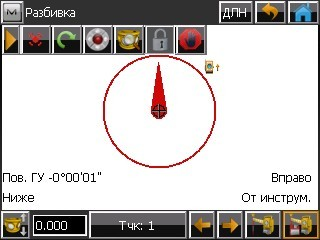 M Разбивка ДЛН
Пов. ГУ -0°00'01" Вправо
Ниже От инструм.
0.000 Тчк: 1